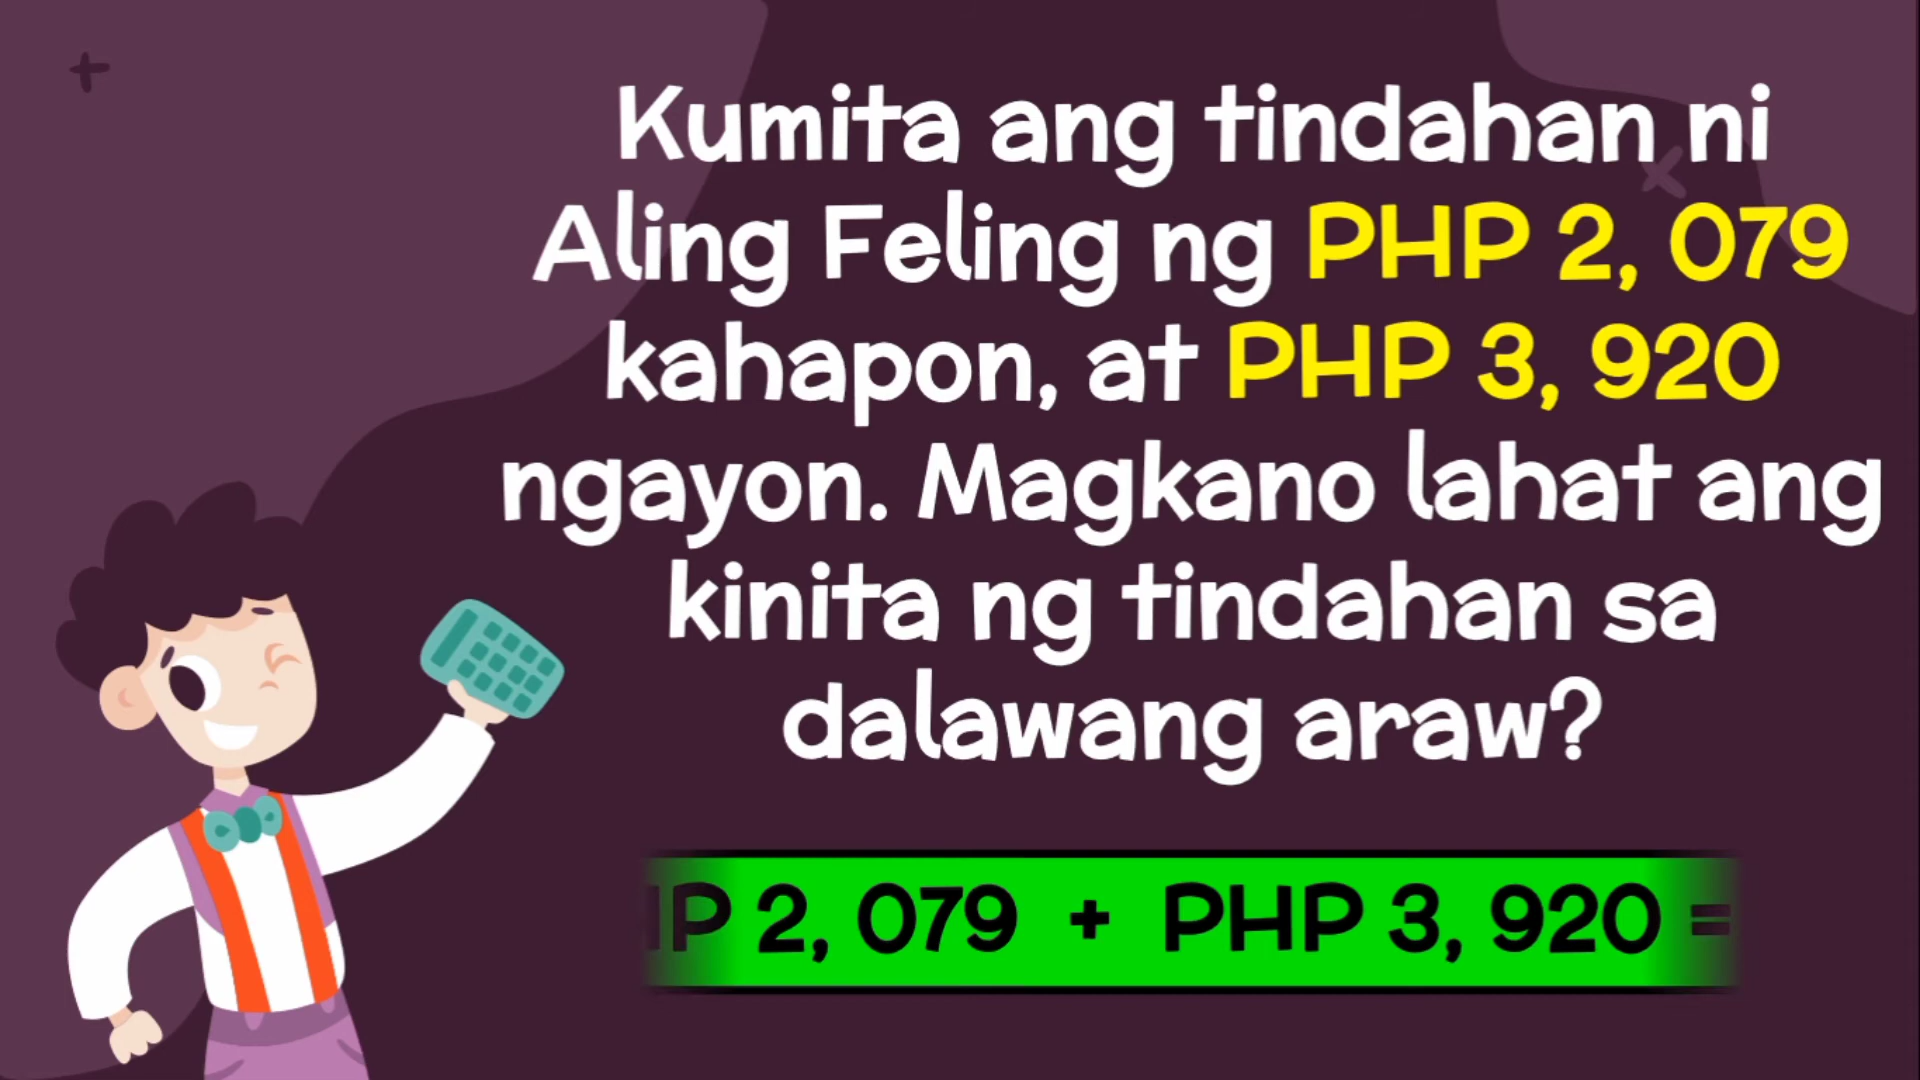 Kumita ang tindahan ni
Aling Feling ng PHP 2, 079
kahapon, at PHP 3, 920
ngayon. Magkano lahat ang
kinita ng tindahan sa
dalawang araw?
HP 2, 079 + PHP 3, 920 =